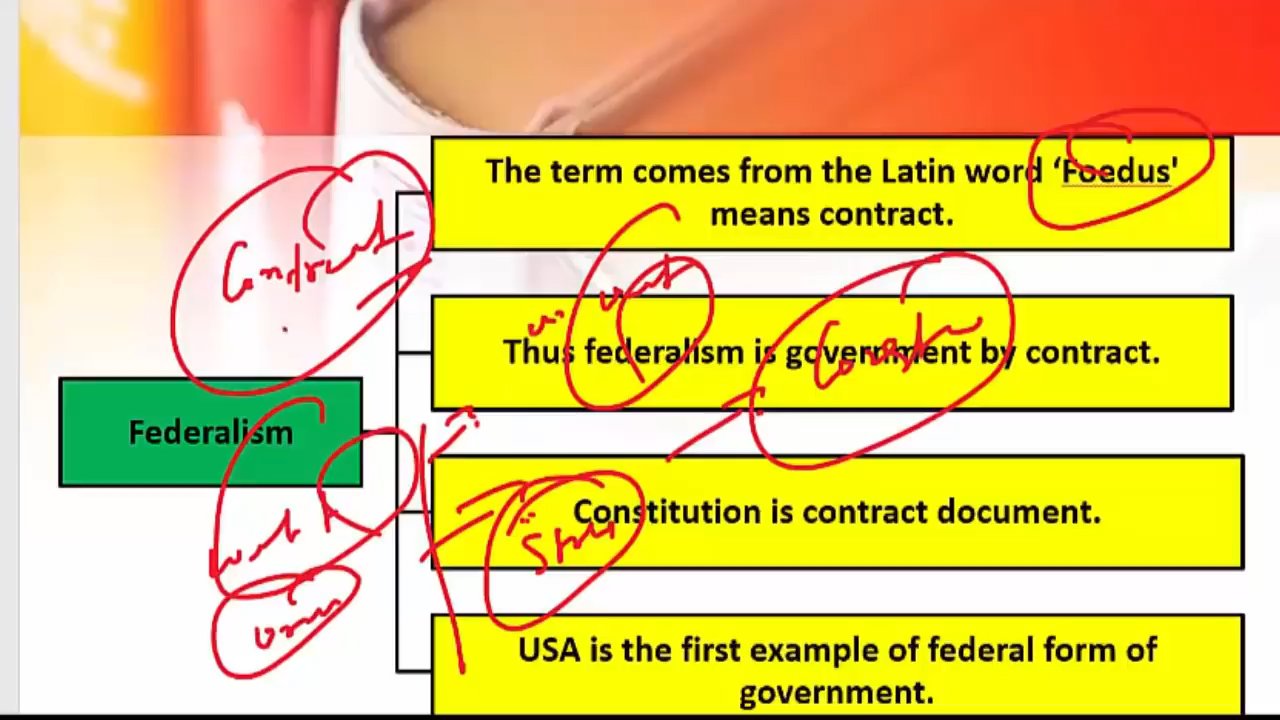 The term comes from the Latin word ‘Foedus'
means contract.
Contract
Thus federalism is government by contract.
Federalism
Constitution is contract document.
States
USA is the first example of federal form of
government.